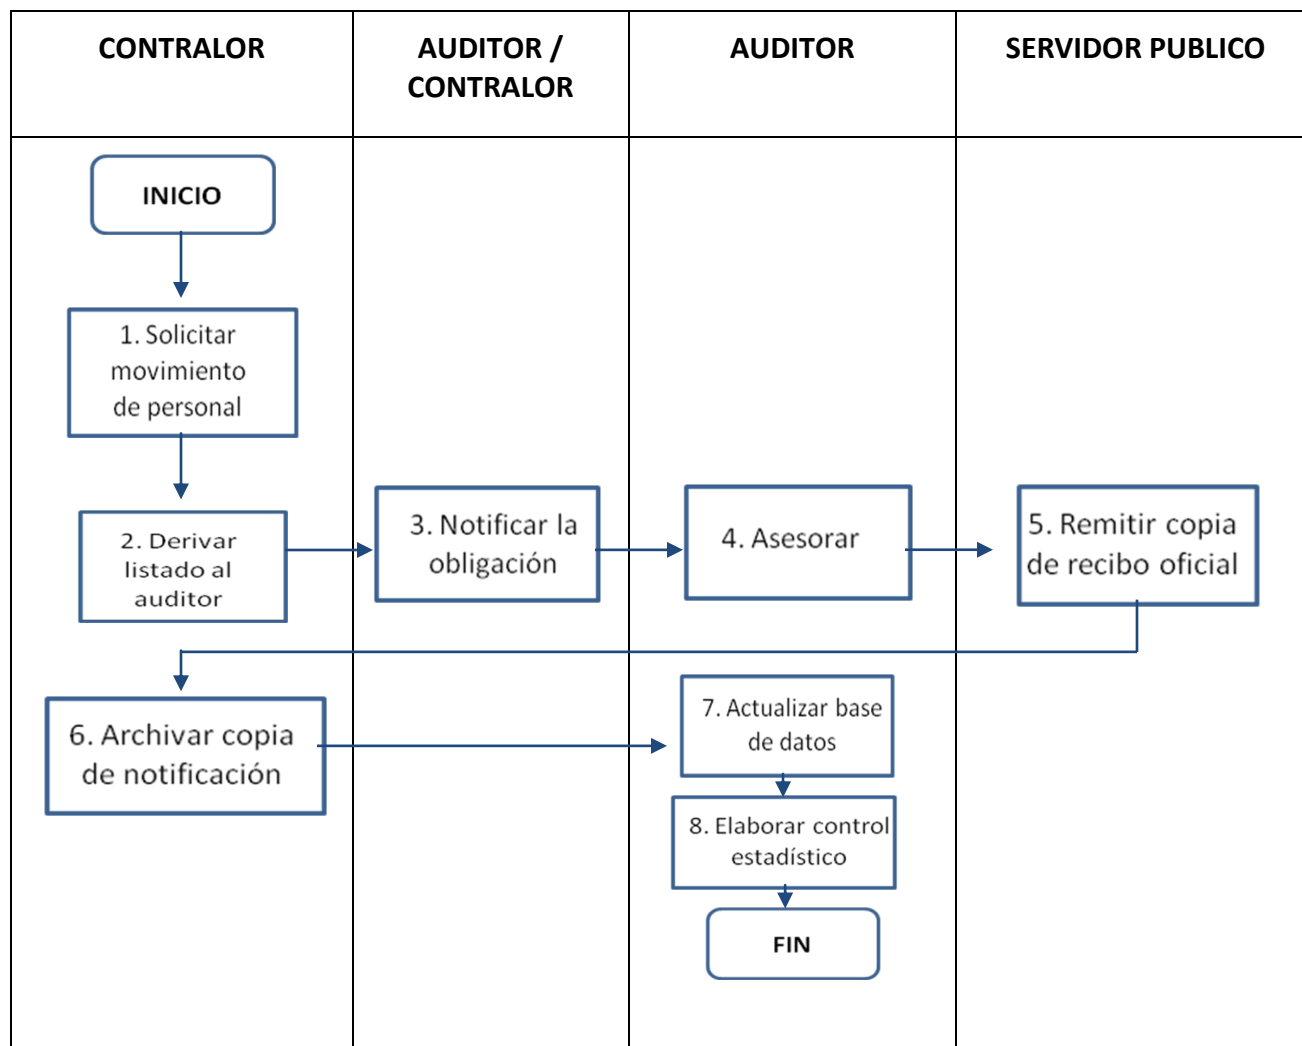 CONTRALOR
AUDITOR /
CONTRALOR
AUDITOR
SERVIDOR PUBLICO
INICIO
1. Solicitar
movimiento
de personal
2. Derivar
listado al
auditor
3. Notificar la
obligación
4. Asesorar
5. Remitir copia
de recibo oficial
6. Archivar copia
de notificación
7. Actualizar base
de datos
8. Elaborar control
estadístico
FIN